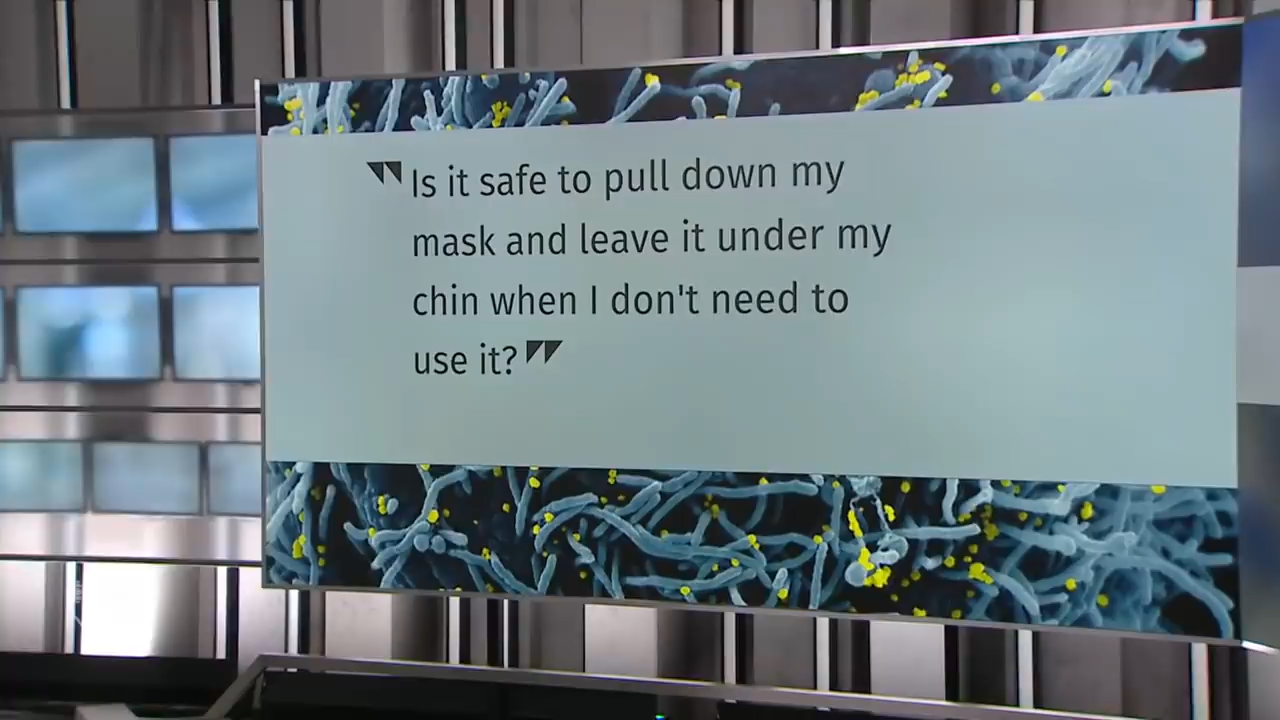 "Is it safe to pull down my
mask and leave it under my
chin when I don't need to
use it?"